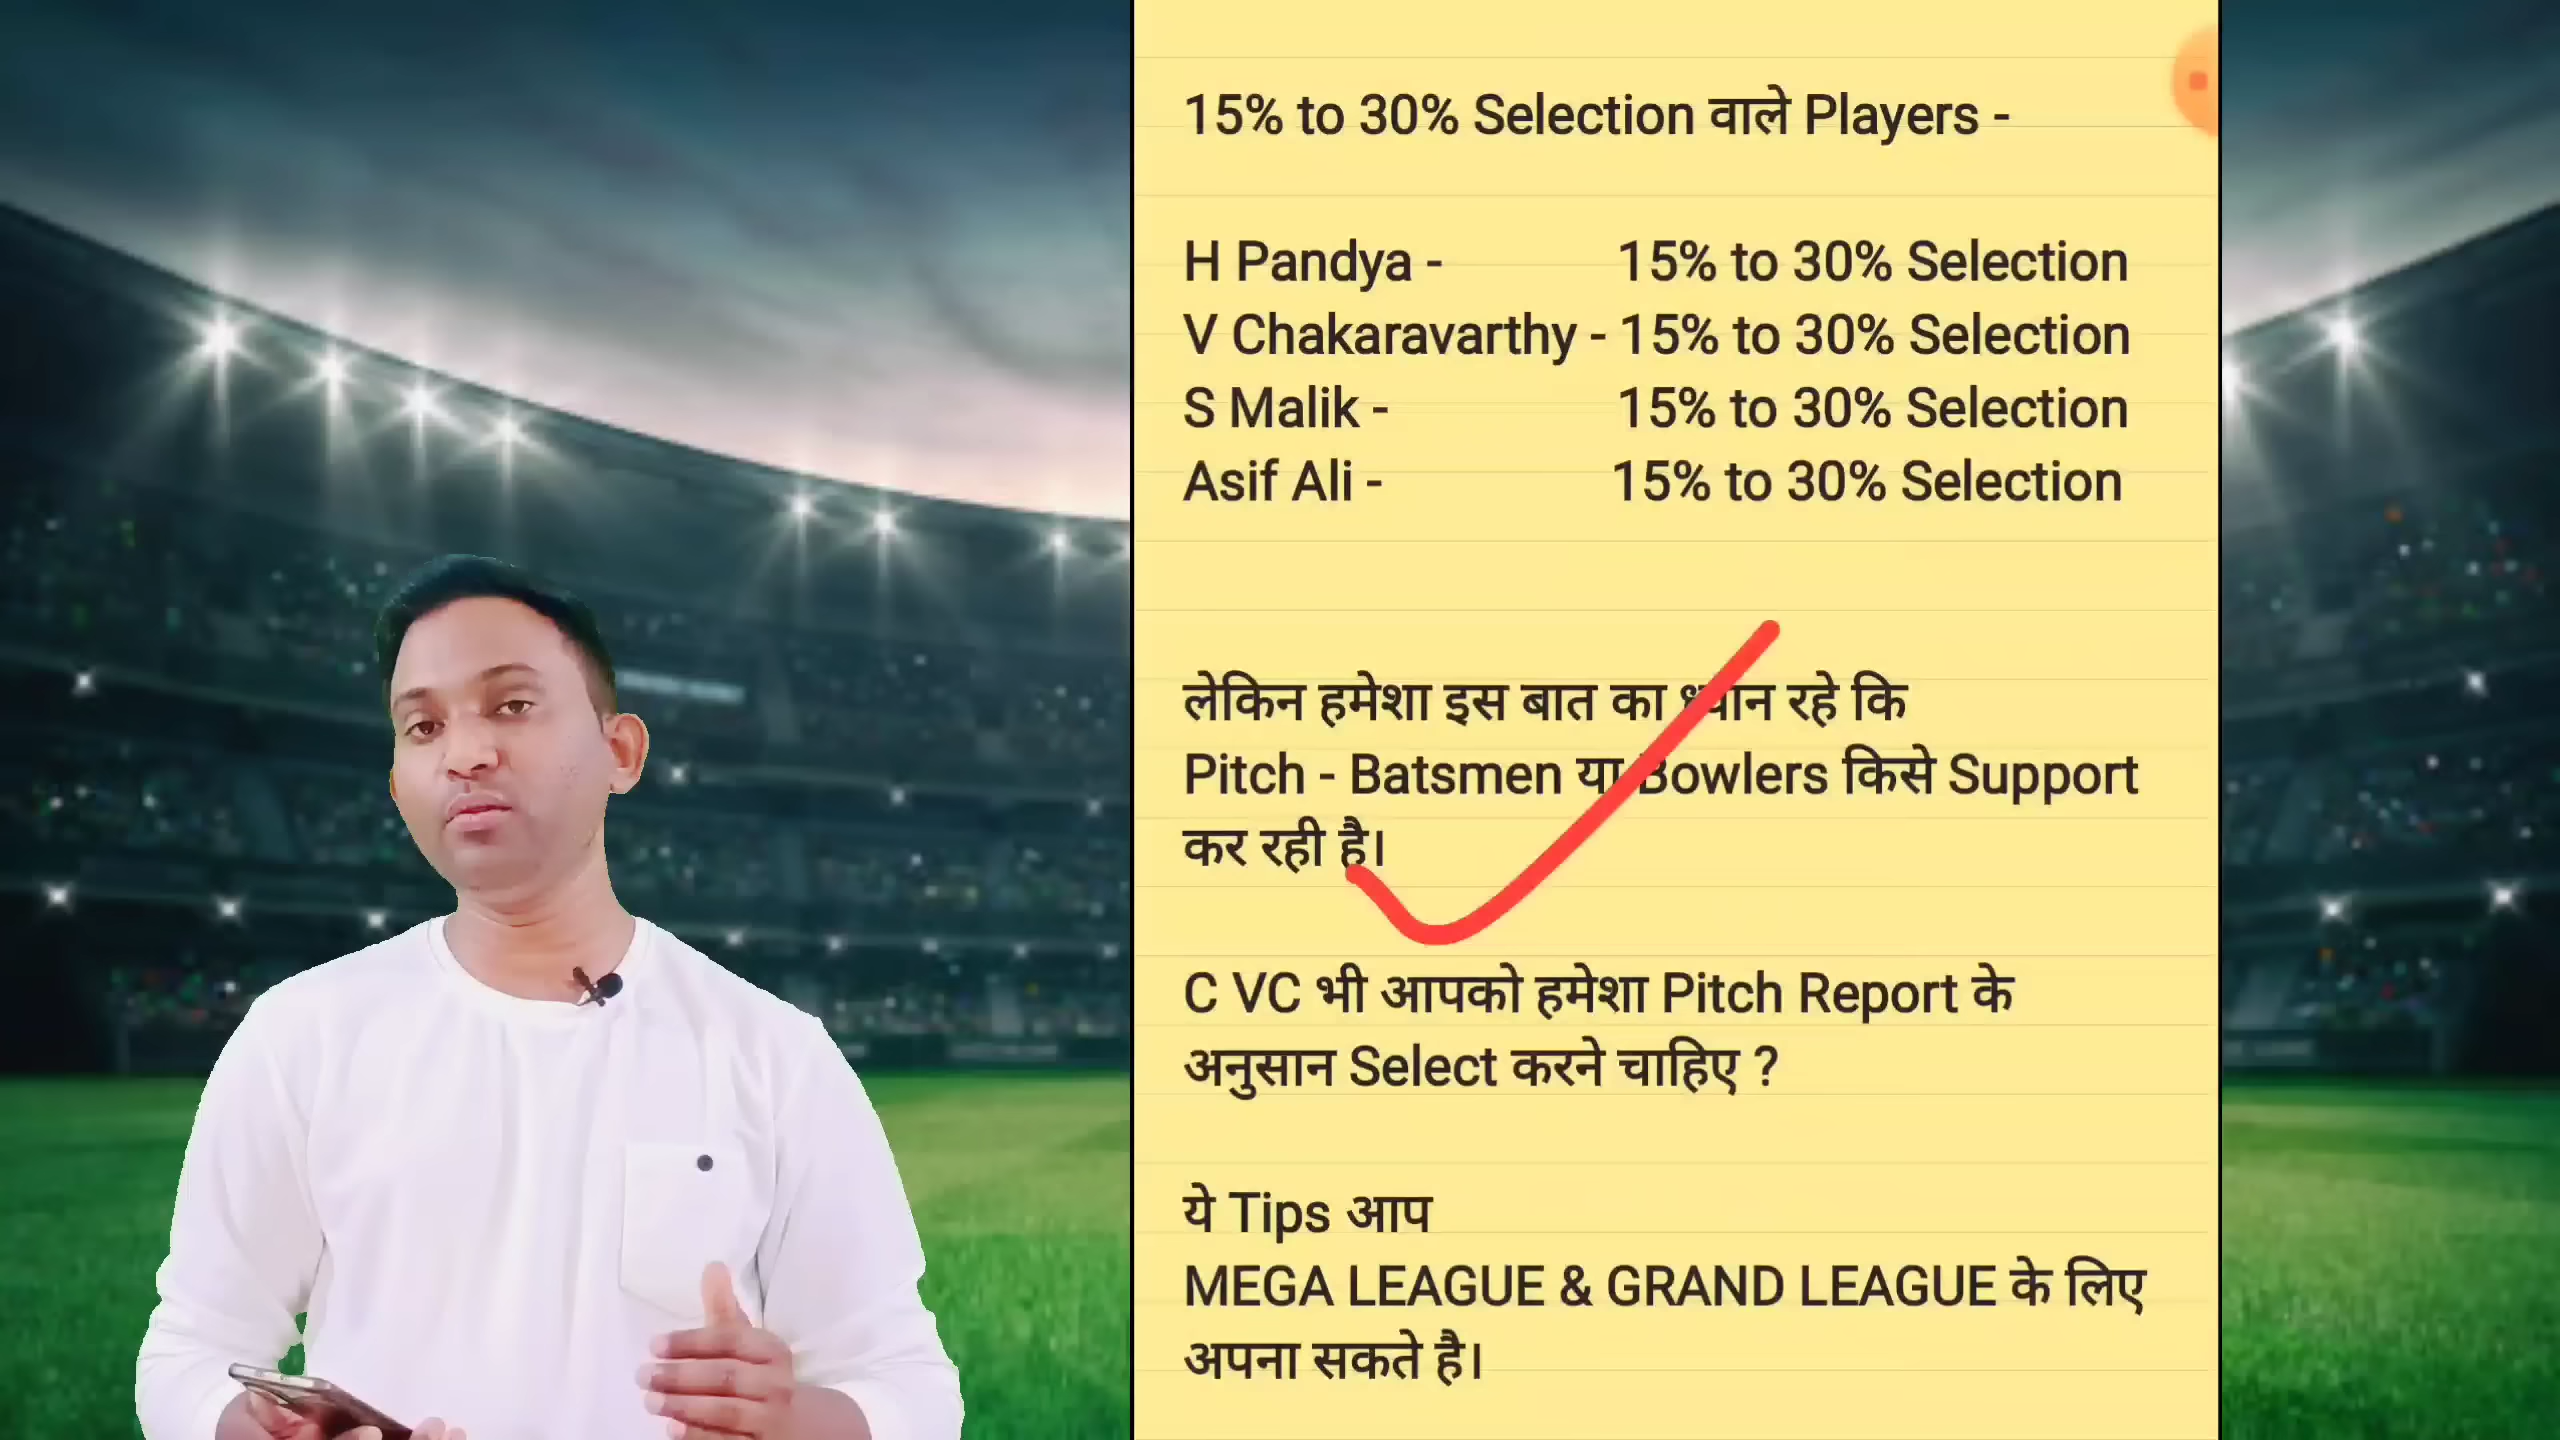 15% to 30% Selection वाले Players -
H Pandya - 15% to 30% Selection
V Chakaravarthy - 15% to 30% Selection
S Malik - 15% to 30% Selection
Asif Ali - 15% to 30% Selection
लेकिन हमेशा इस बात का ध्यान रहे कि
Pitch - Batsmen या Bowlers किसे Support
कर रही है।
C VC भी आपको हमेशा Pitch Report के
अनुसान Select करने चाहिए ?
ये Tips आप
MEGA LEAGUE & GRAND LEAGUE के लिए
अपना सकते है।